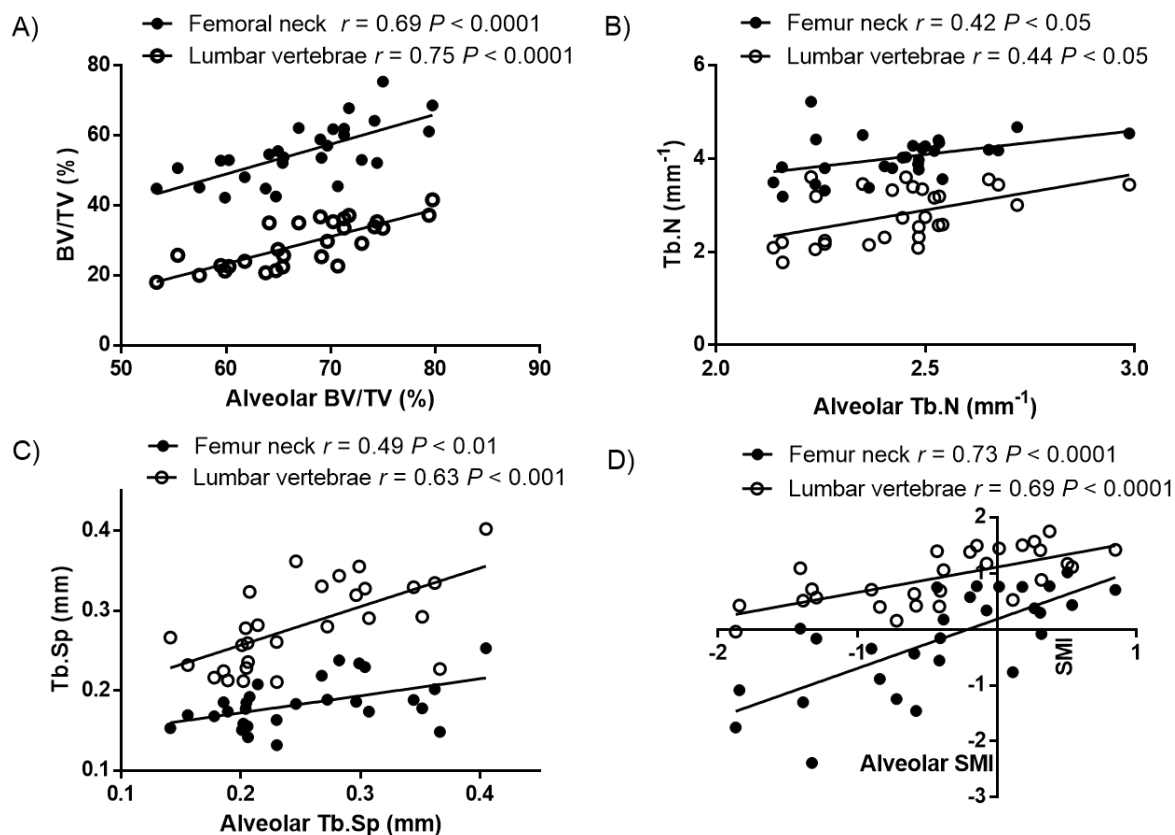 A)
Femoral neck r = 0.69 P < 0.0001
Lumbar vertebrae r = 0.75 P < 0.0001
80
60
40
20
0
BV/TV (%)
50
60
70
80
90
Alveolar BV/TV (%)
B)
Femur neck r = 0.42 P < 0.05
Lumbar vertebrae r = 0.44 P < 0.05
6
4
2
0
Tb.N (mm⁻¹)
2.0
2.5
3.0
Alveolar Tb.N (mm⁻¹)
C)
Femur neck r = 0.49 P < 0.01
Lumbar vertebrae r = 0.63 P < 0.001
0.4
0.3
0.2
0.1
Tb.Sp (mm)
0.1
0.2
0.3
0.4
Alveolar Tb.Sp (mm)
D)
Femur neck r = 0.73 P < 0.0001
Lumbar vertebrae r = 0.69 P < 0.0001
2
1
-2
-1
1
SMI
-1
-2
-3
Alveolar SMI